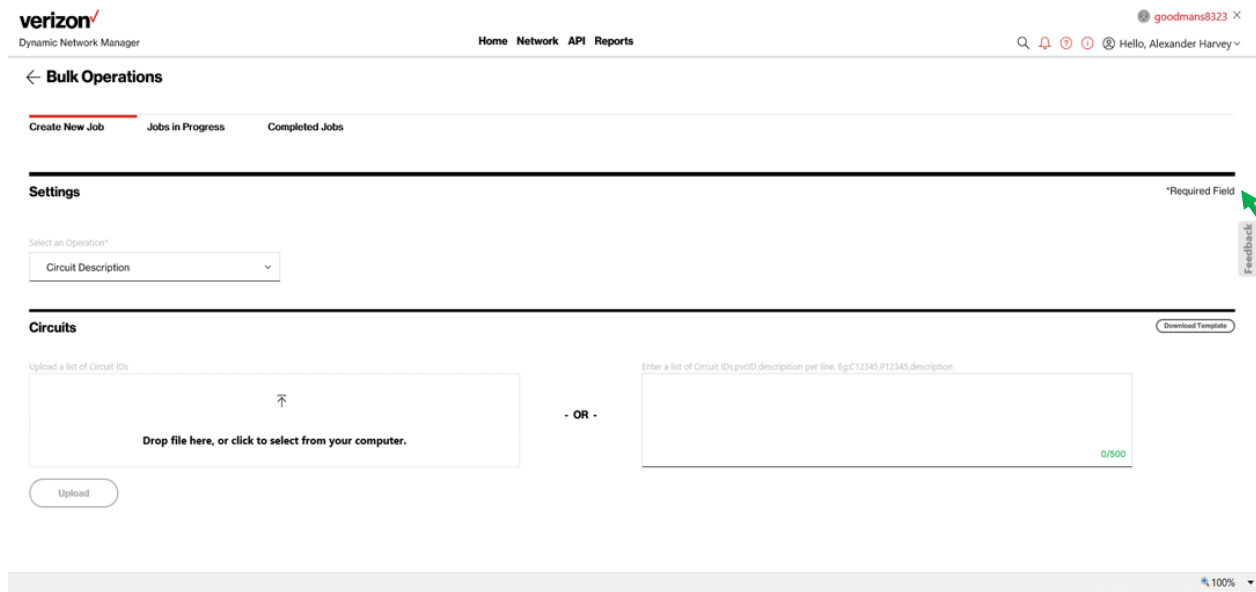 verizon
goodmans8323
Dynamic Network Manager
Home Network API Reports
Hello, Alexander Harvey
Bulk Operations
Create New Job
Jobs in Progress
Completed Jobs
Settings
*Required Field
Feedback
Select an Operation*
Circuit Description
Circuits
Download Template
Upload a list of Circuit IDs
Enter a list of Circuit IDs,pvcID,descripition per line. Eg:C12345,P12345,description
Drop file here, or click to select from your computer.
- OR -
0/500
Upload
100%